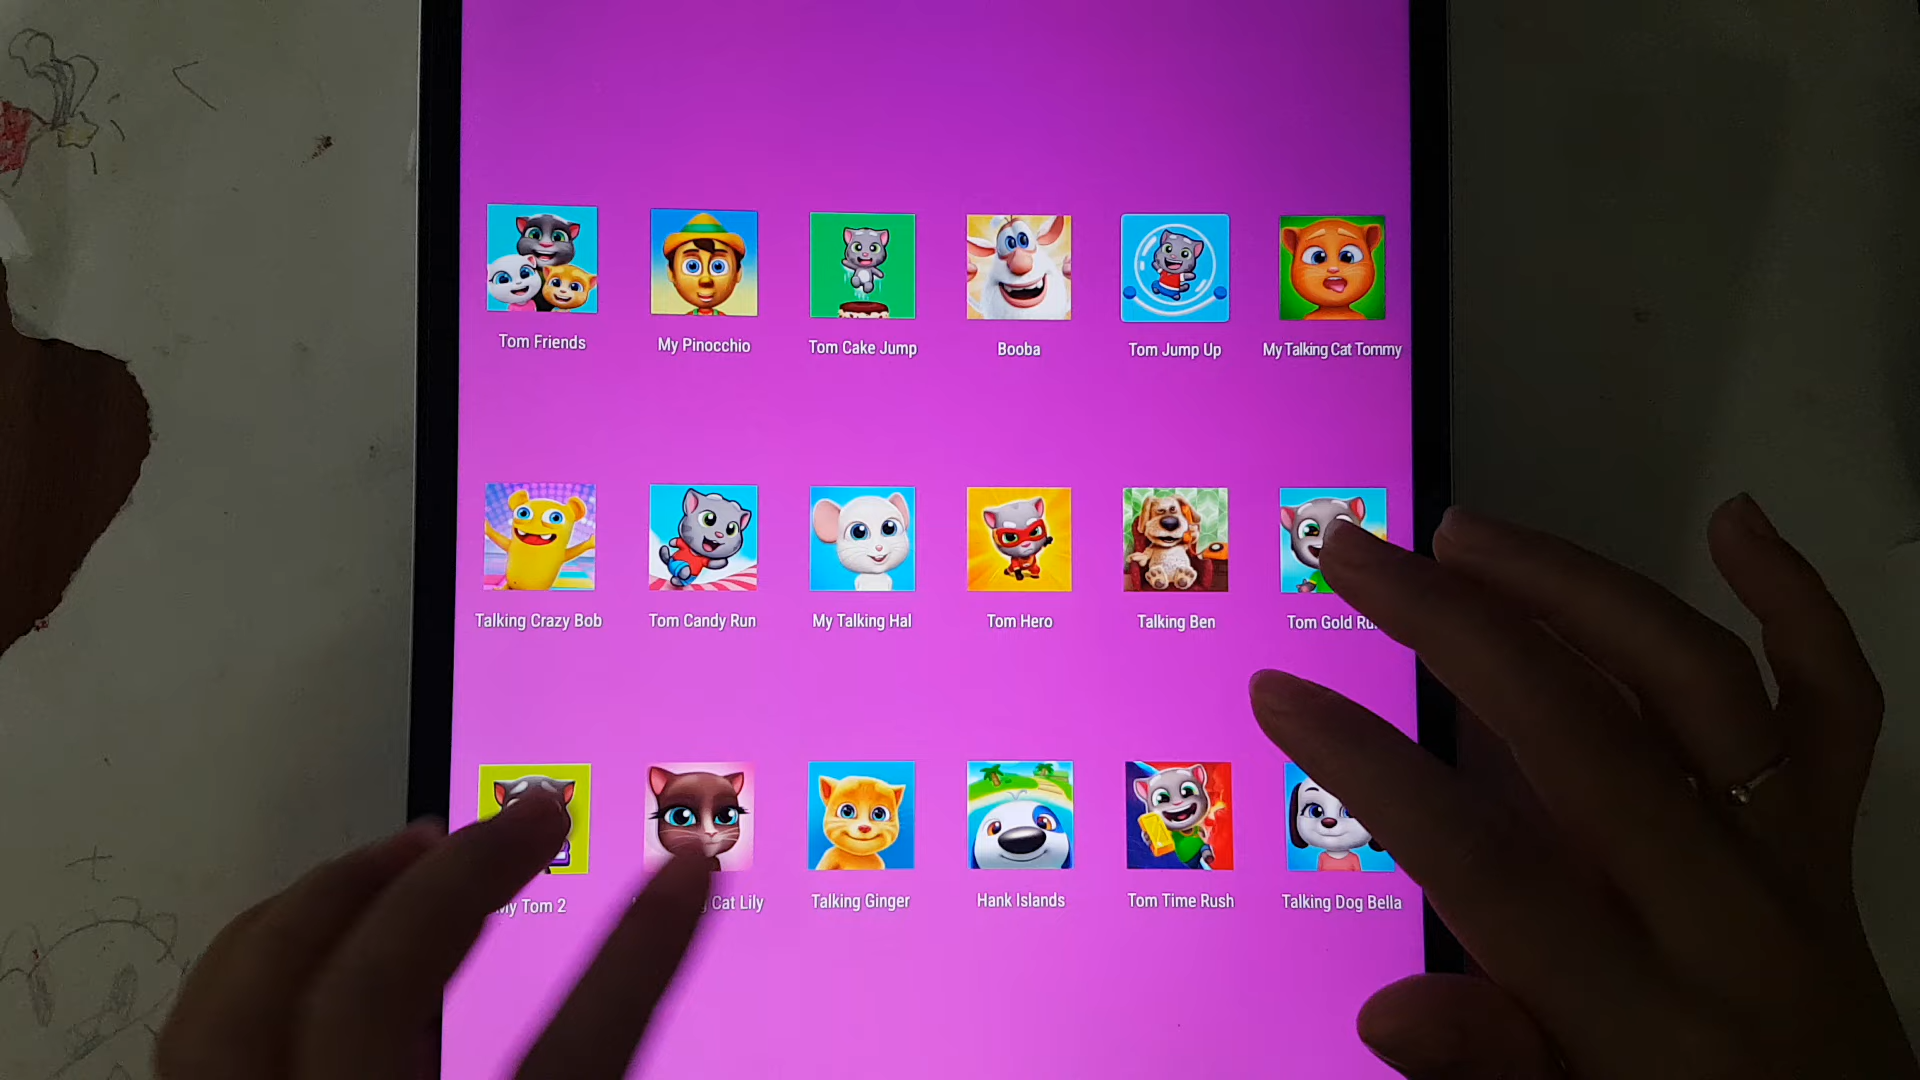 Tom Friends
My Pinocchio
Tom Cake Jump
Booba
Tom Jump Up
My Talking Cat Tommy
Talking Crazy Bob
Tom Candy Run
My Talking Hal
Tom Hero
Talking Ben
Tom Gold
My Tom 2
Cat Lily
Talking Ginger
Hank Islands
Tom Time Rush
Talking Dog Bella